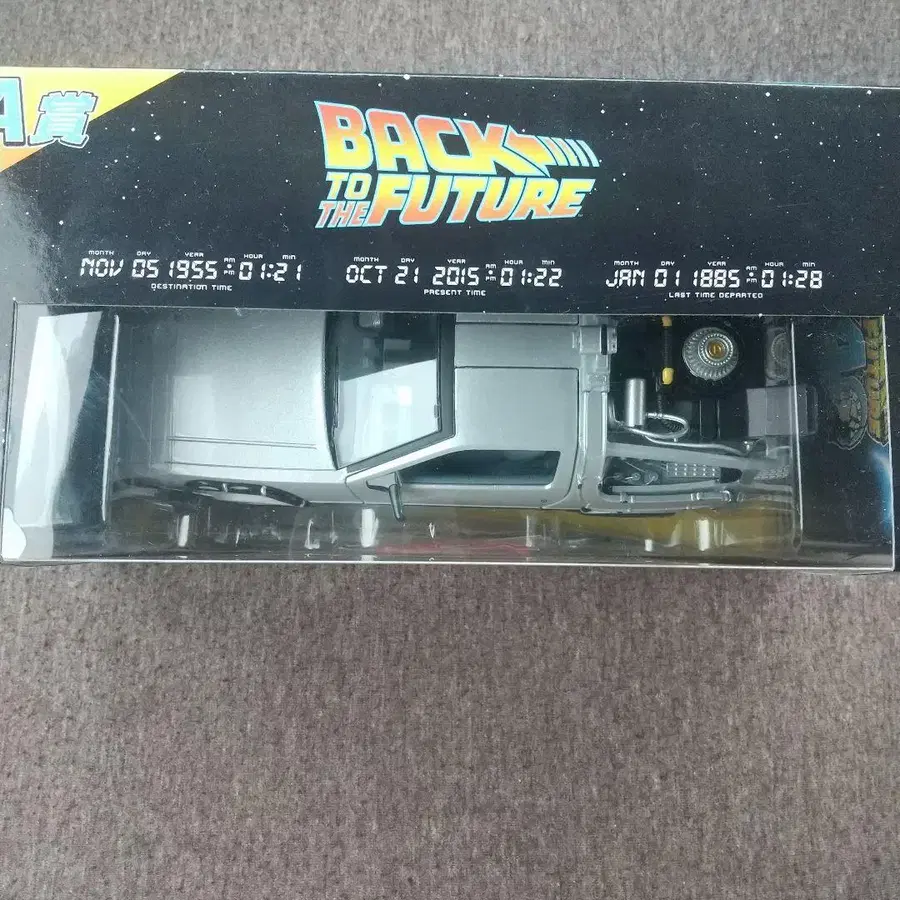 A賞
BACK
TO
THE FUTURE
MONTH DAY YEAR HOUR MIN
NOV 05 1955 AM PM 01:21
DESTINATION TIME
MONTH DAY YEAR HOUR MIN
OCT 21 2015 AM PM 01:22
PRESENT TIME
MONTH DAY YEAR HOUR MIN
JAN 01 1885 AM PM 01:28
LAST TIME DEPARTED